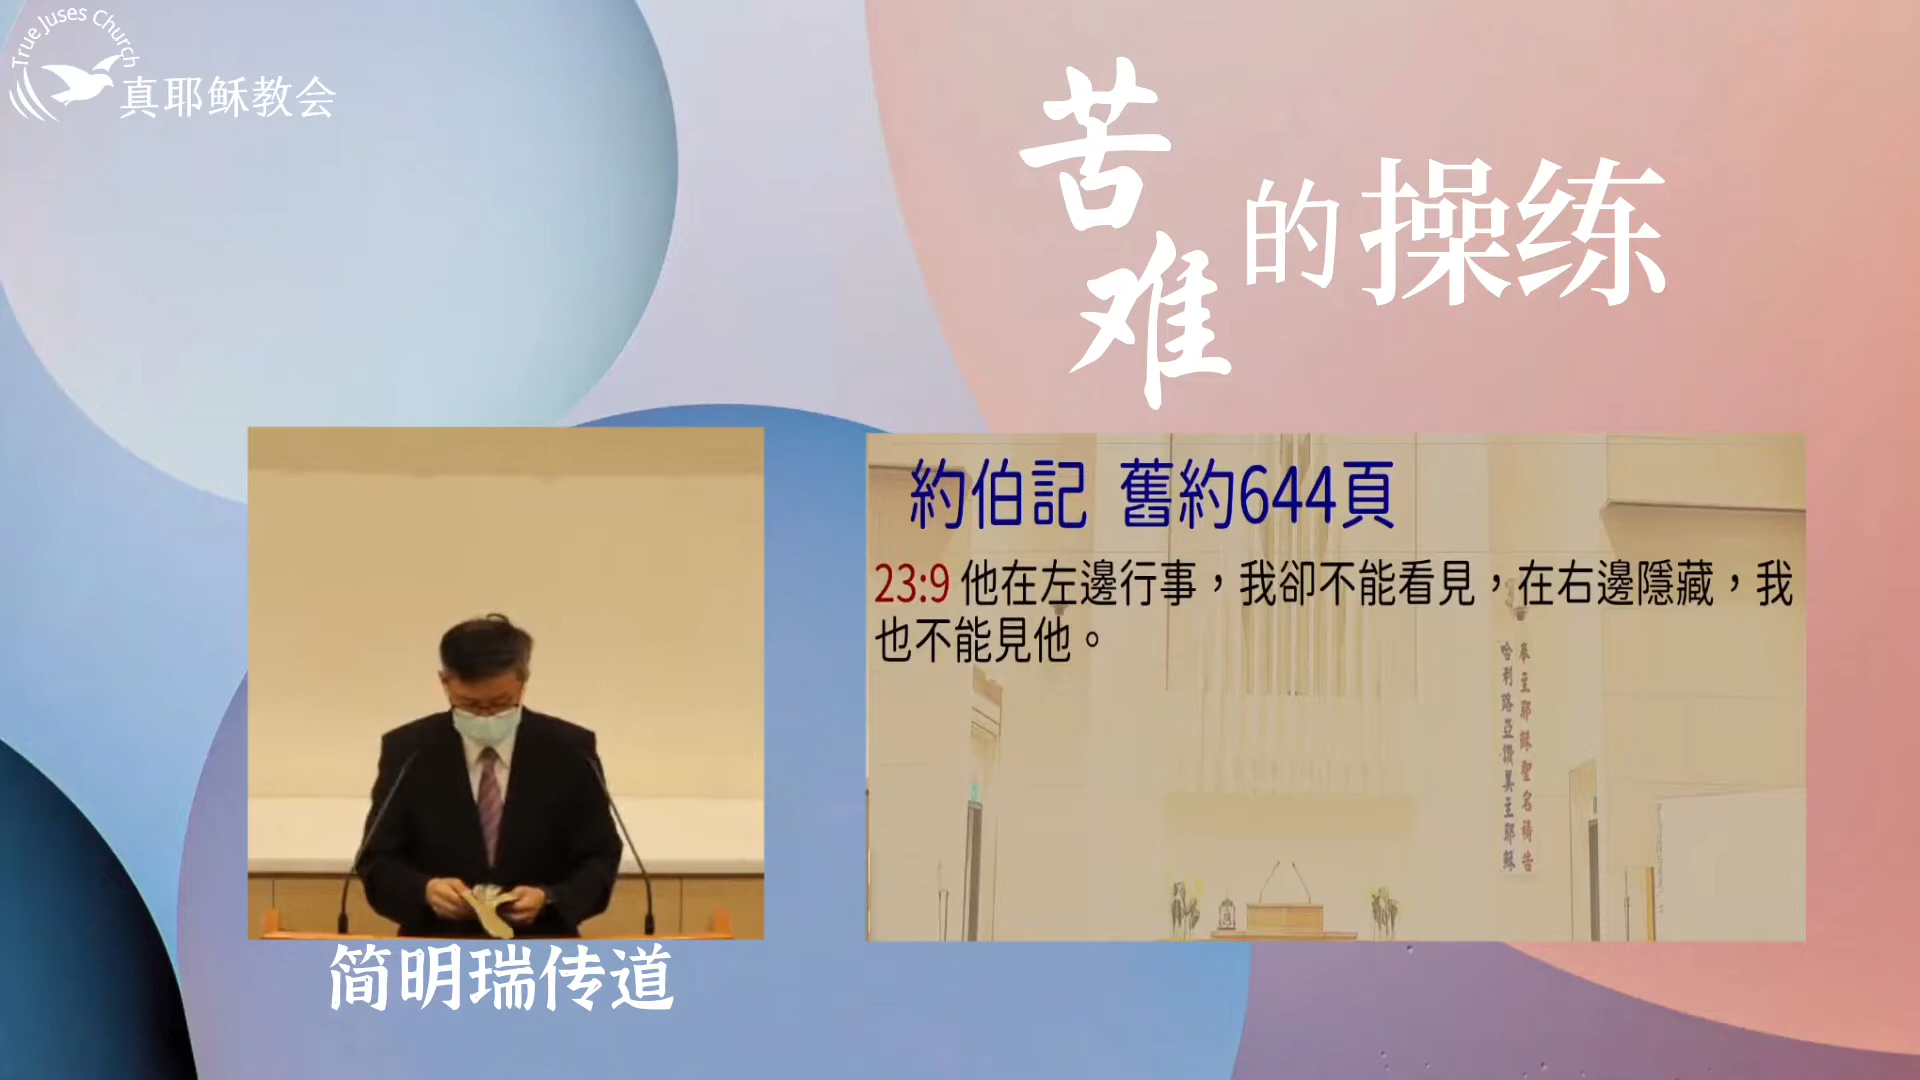 True Juses Church
真耶稣教会
苦难的操练
約伯記 舊約644頁
23:9 他在左邊行事，我卻不能看見，在右邊隱藏，我
也不能見他。
奉主耶穌聖名禱告
哈利路亞讚美主耶穌
简明瑞传道